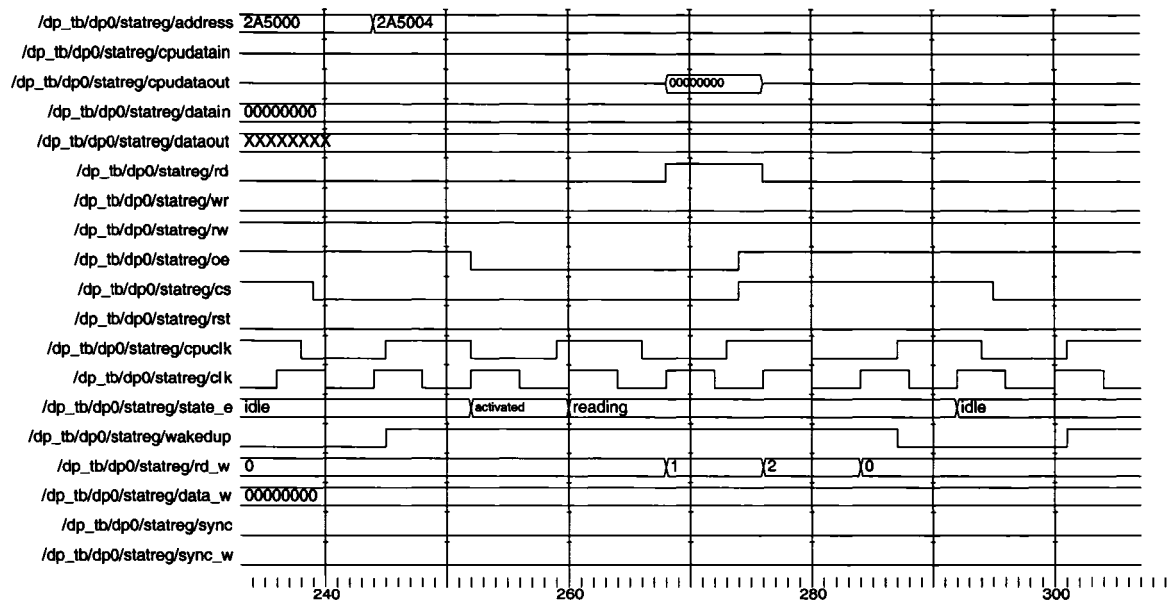 /dp_tb/dp0/statreg/address 2A5000 2A5004
/dp_tb/dp0/statreg/cpudatain
/dp_tb/dp0/statreg/cpudataout 00000000
/dp_tb/dp0/statreg/datain 00000000
/dp_tb/dp0/statreg/dataout XXXXXXXX
/dp_tb/dp0/statreg/rd
/dp_tb/dp0/statreg/wr
/dp_tb/dp0/statreg/rw
/dp_tb/dp0/statreg/oe
/dp_tb/dp0/statreg/cs
/dp_tb/dp0/statreg/rst
/dp_tb/dp0/statreg/cpuclk
/dp_tb/dp0/statreg/clk
/dp_tb/dp0/statreg/state_e idle activated reading idle
/dp_tb/dp0/statreg/wakedup
/dp_tb/dp0/statreg/rd_w 0 1 2 0
/dp_tb/dp0/statreg/data_w 00000000
/dp_tb/dp0/statreg/sync
/dp_tb/dp0/statreg/sync_w
240 260 280 300